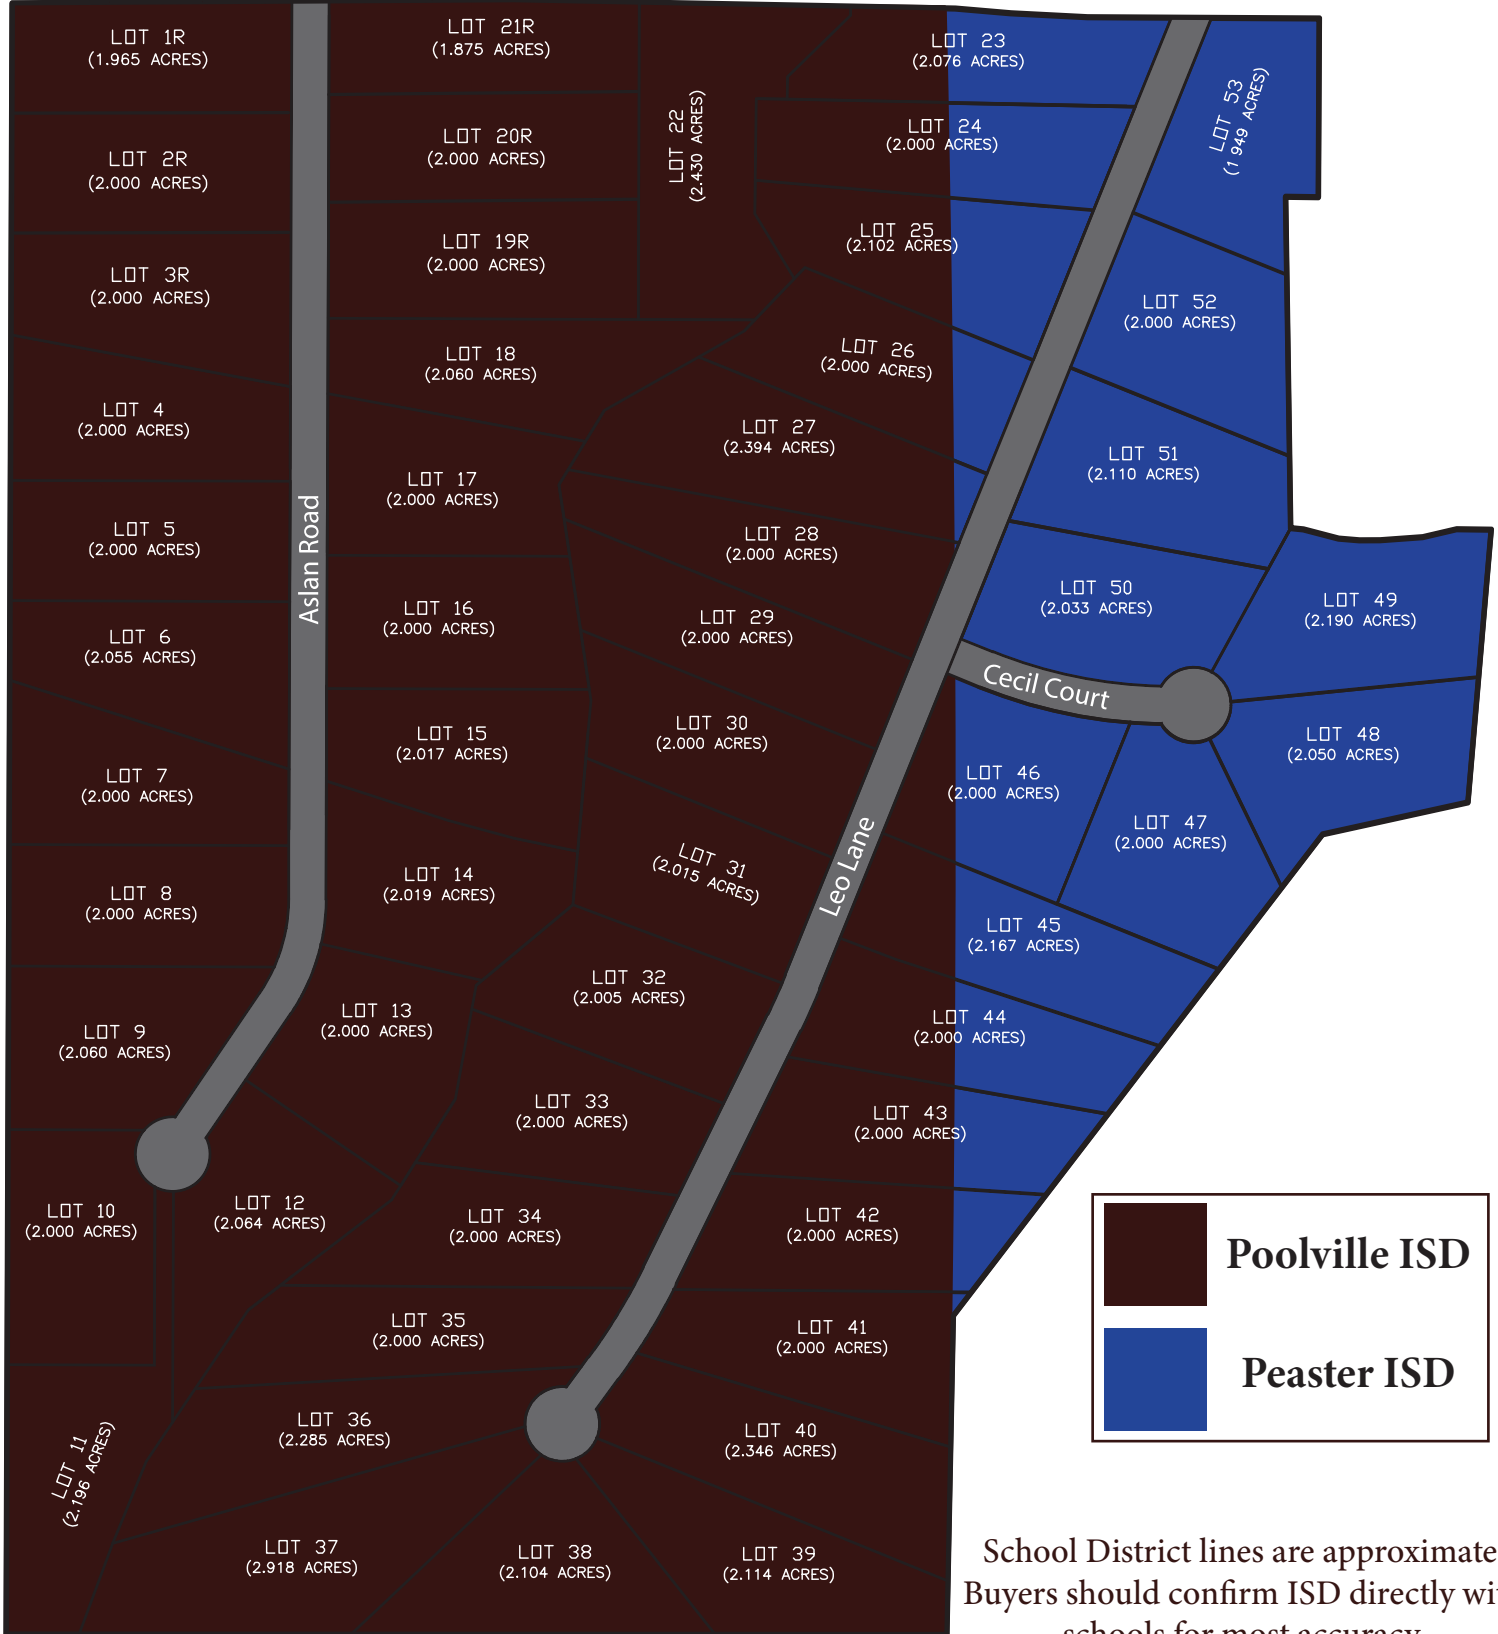 LOT 1R
(1.965 ACRES)
LOT 2R
(2.000 ACRES)
LOT 3R
(2.000 ACRES)
LOT 4
(2.000 ACRES)
LOT 5
(2.000 ACRES)
LOT 6
(2.055 ACRES)
LOT 7
(2.000 ACRES)
LOT 8
(2.000 ACRES)
LOT 9
(2.060 ACRES)
LOT 10
(2.000 ACRES)
LOT 11
(2.196 ACRES)
LOT 12
(2.064 ACRES)
LOT 13
(2.000 ACRES)
LOT 14
(2.019 ACRES)
LOT 15
(2.017 ACRES)
LOT 16
(2.000 ACRES)
LOT 17
(2.000 ACRES)
LOT 18
(2.060 ACRES)
LOT 19R
(2.000 ACRES)
LOT 20R
(2.000 ACRES)
LOT 21R
(1.875 ACRES)
LOT 22
(2.430 ACRES)
LOT 23
(2.076 ACRES)
LOT 24
(2.000 ACRES)
LOT 25
(2.102 ACRES)
LOT 26
(2.000 ACRES)
LOT 27
(2.394 ACRES)
LOT 28
(2.000 ACRES)
LOT 29
(2.000 ACRES)
LOT 30
(2.000 ACRES)
LOT 31
(2.015 ACRES)
LOT 32
(2.005 ACRES)
LOT 33
(2.000 ACRES)
LOT 34
(2.000 ACRES)
LOT 35
(2.000 ACRES)
LOT 36
(2.285 ACRES)
LOT 37
(2.918 ACRES)
LOT 38
(2.104 ACRES)
LOT 39
(2.114 ACRES)
LOT 40
(2.346 ACRES)
LOT 41
(2.000 ACRES)
LOT 42
(2.000 ACRES)
LOT 43
(2.000 ACRES)
LOT 44
(2.000 ACRES)
LOT 45
(2.167 ACRES)
LOT 46
(2.000 ACRES)
LOT 47
(2.000 ACRES)
LOT 48
(2.050 ACRES)
LOT 49
(2.190 ACRES)
LOT 50
(2.033 ACRES)
LOT 51
(2.110 ACRES)
LOT 52
(2.000 ACRES)
LOT 53
(1 949 ACRES)
Aslan Road
Leo Lane
Cecil Court
Poolville ISD
Peaster ISD
School District lines are approximate
Buyers should confirm ISD directly wi
schools for most accuracy